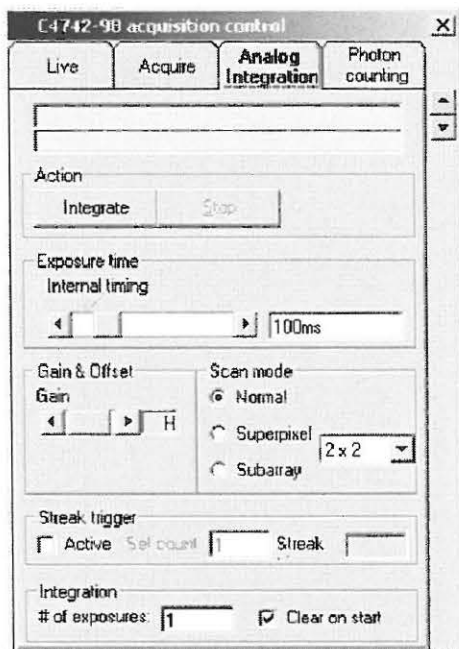 C4742-98 acquisition control
Live
Acquire
Analog
Integration
Photon
counting
Action
Integrate
Stop
Exposure time
Internal timing
100ms
Gain & Offset
Gain
H
Scan mode
Normal
Superpixel
Subarray
2 x 2
Streak trigger
Active
Set count
1
Streak
Integration
# of exposures:
1
Clear on start